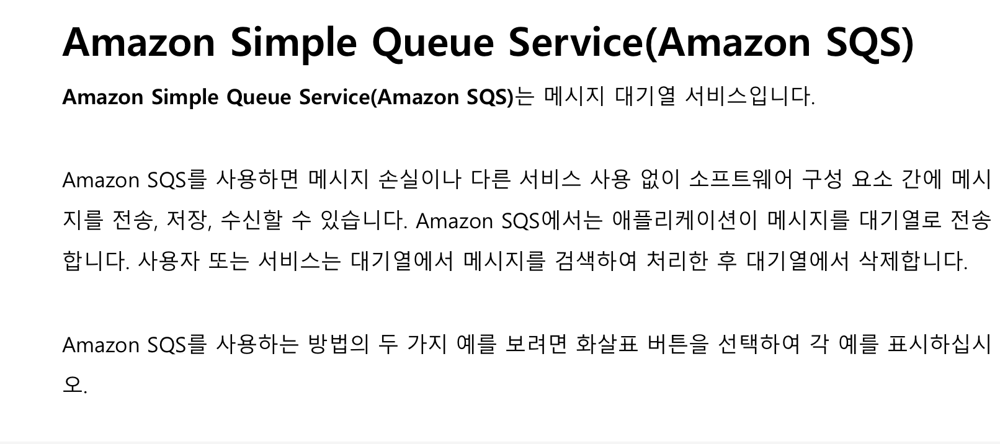 Amazon Simple Queue Service(Amazon SQS)
Amazon Simple Queue Service(Amazon SQS)는 메시지 대기열 서비스입니다.
Amazon SQS를 사용하면 메시지 손실이나 다른 서비스 사용 없이 소프트웨어 구성 요소 간에 메시
지를 전송, 저장, 수신할 수 있습니다. Amazon SQS에서는 애플리케이션이 메시지를 대기열로 전송
합니다. 사용자 또는 서비스는 대기열에서 메시지를 검색하여 처리한 후 대기열에서 삭제합니다.
Amazon SQS를 사용하는 방법의 두 가지 예를 보려면 화살표 버튼을 선택하여 각 예를 표시하십시
오.